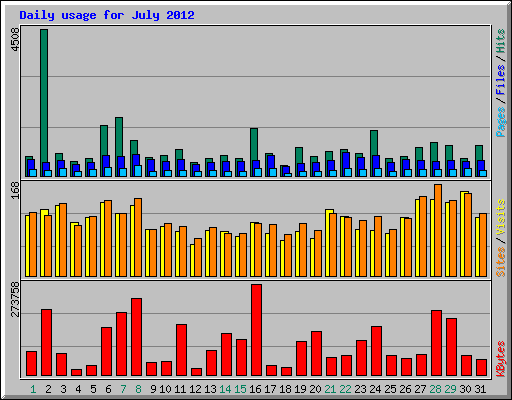 Daily usage for July 2012
4508
168
273758
Pages / Files / Hits
Sites / Visits
KBytes
1 2 3 4 5 6 7 8 9 10 11 12 13 14 15 16 17 18 19 20 21 22 23 24 25 26 27 28 29 30 31